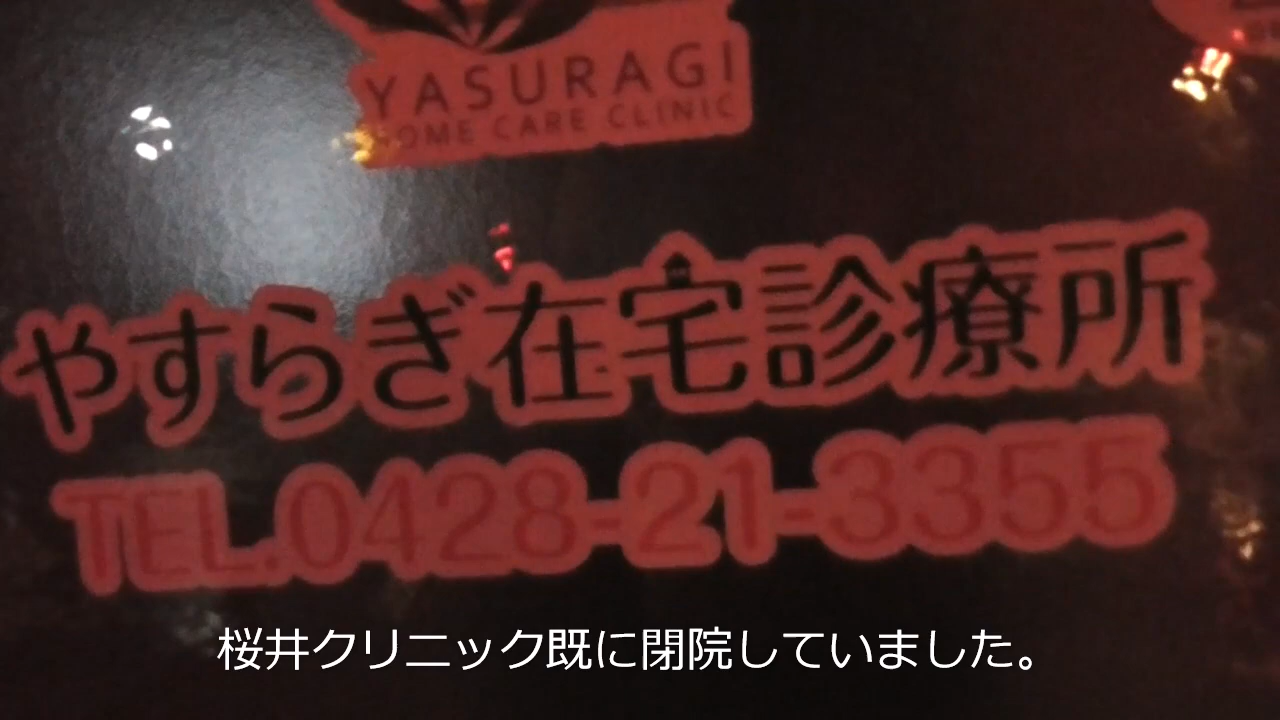 YASURAGI
HOME CARE CLINIC
やすらぎ在宅診療所
TEL.0428-21-3355
桜井クリニック既に閉院していました。